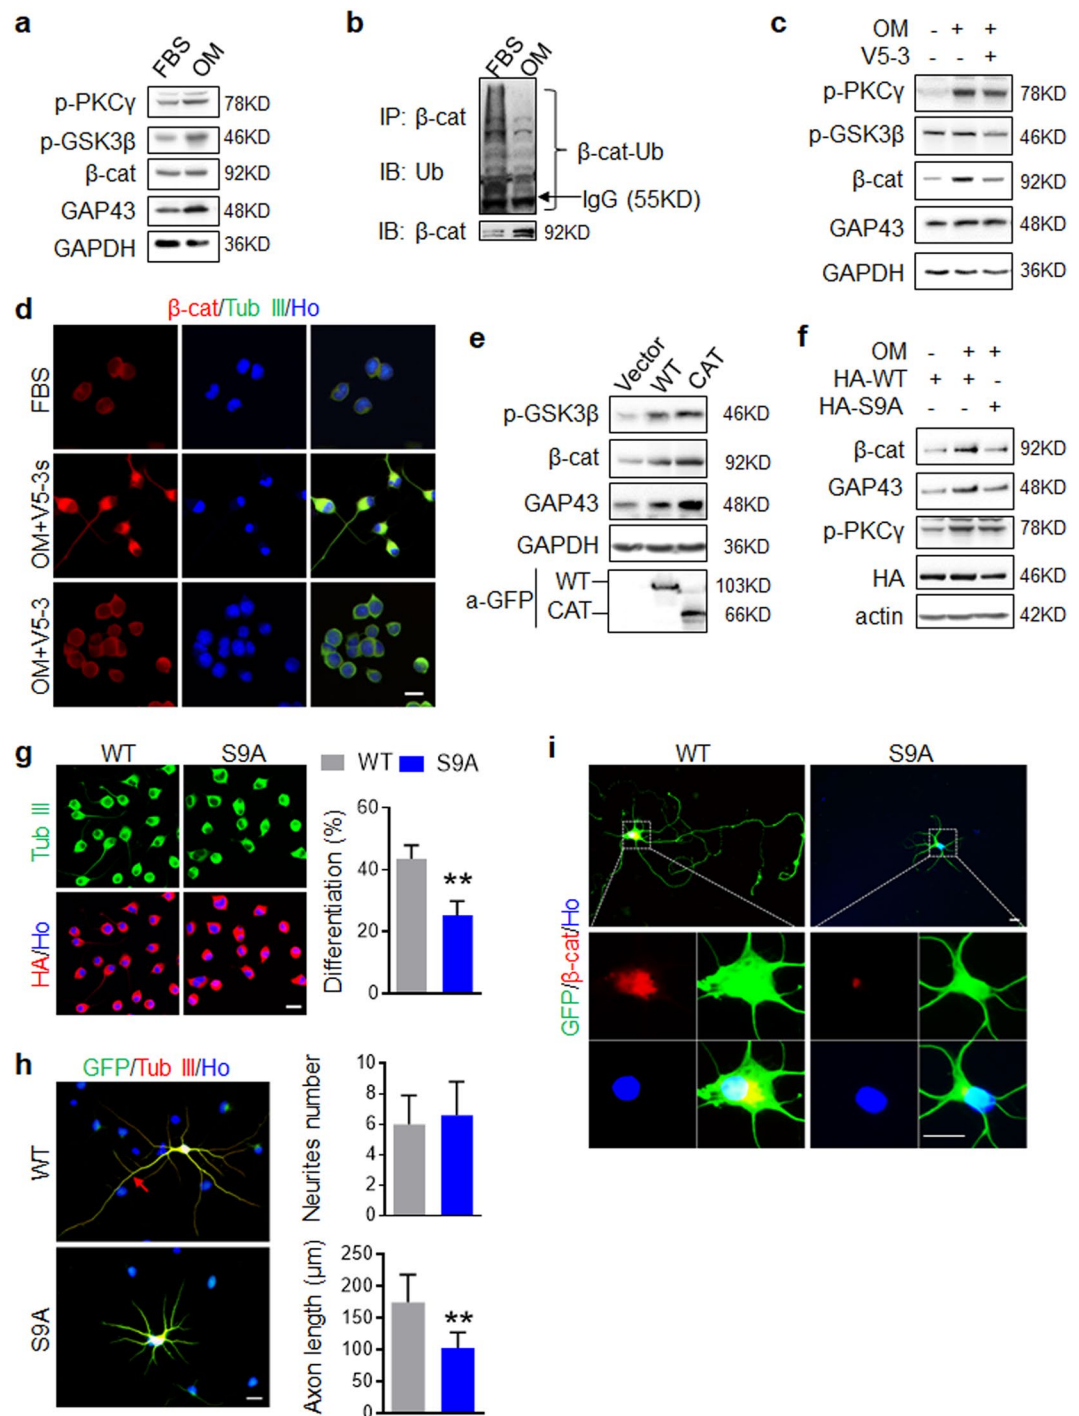 a
FBS OM
p-PKCγ 78KD
p-GSK3β 46KD
β-cat 92KD
GAP43 48KD
GAPDH 36KD
b
FBS OM
IP: β-cat
IB: Ub
β-cat-Ub
IgG (55KD)
IB: β-cat 92KD
c
OM - + +
V5-3 - - +
p-PKCγ 78KD
p-GSK3β 46KD
β-cat 92KD
GAP43 48KD
GAPDH 36KD
d
β-cat/Tub III/Ho
FBS
OM+V5-3s
OM+V5-3
e
Vector WT CAT
p-GSK3β 46KD
β-cat 92KD
GAP43 48KD
GAPDH 36KD
a-GFP
WT 103KD
CAT 66KD
f
OM - + +
HA-WT + + -
HA-S9A - - +
β-cat 92KD
GAP43 48KD
p-PKCγ 78KD
HA 46KD
actin 42KD
g
WT S9A
Tub III
HA/Ho
WT S9A
Differentiation (%)
60
40
20
0
**
h
GFP/Tub III/Ho
WT
S9A
Neurites number
10
8
6
4
2
0
Axon length (µm)
250
200
150
100
50
0
**
i
WT S9A
GFP/β-cat/Ho